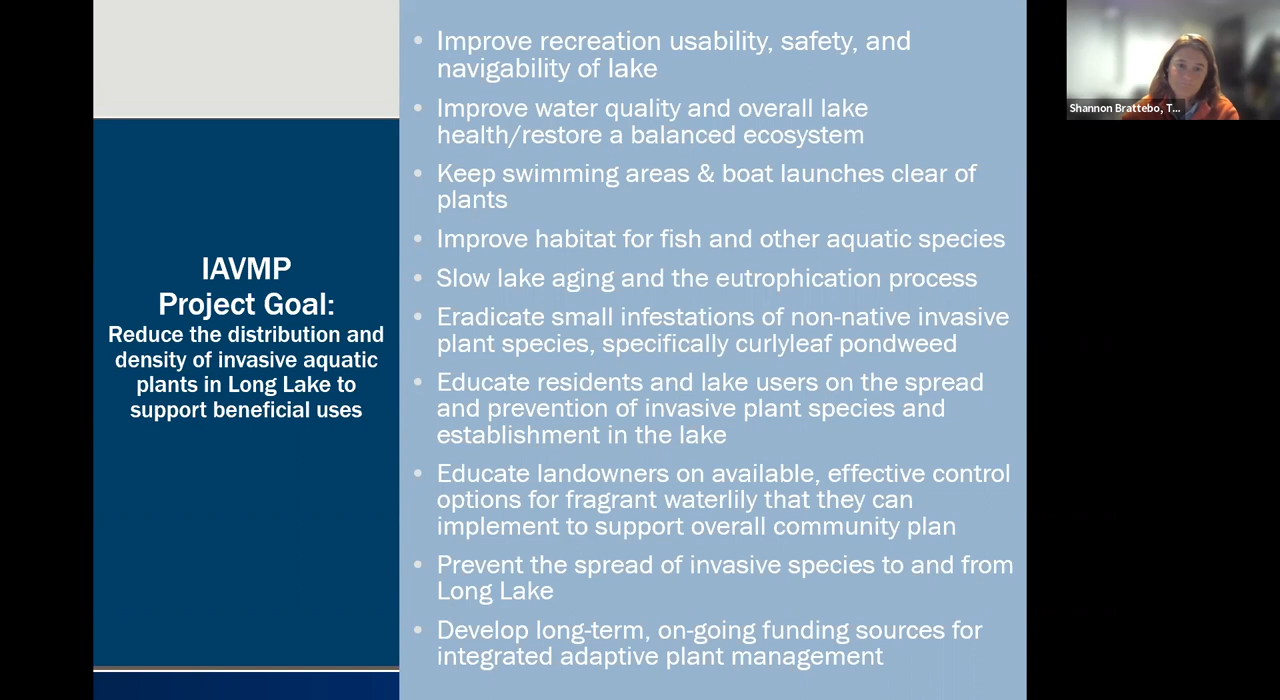 IAVMP
Project Goal:
Reduce the distribution and
density of invasive aquatic
plants in Long Lake to
support beneficial uses
• Improve recreation usability, safety, and
navigability of lake
• Improve water quality and overall lake
health/restore a balanced ecosystem
• Keep swimming areas & boat launches clear of
plants
• Improve habitat for fish and other aquatic species
• Slow lake aging and the eutrophication process
• Eradicate small infestations of non-native invasive
plant species, specifically curlyleaf pondweed
• Educate residents and lake users on the spread
and prevention of invasive plant species and
establishment in the lake
• Educate landowners on available, effective control
options for fragrant waterlily that they can
implement to support overall community plan
• Prevent the spread of invasive species to and from
Long Lake
• Develop long-term, on-going funding sources for
integrated adaptive plant management
Shannon Brattebo, T...